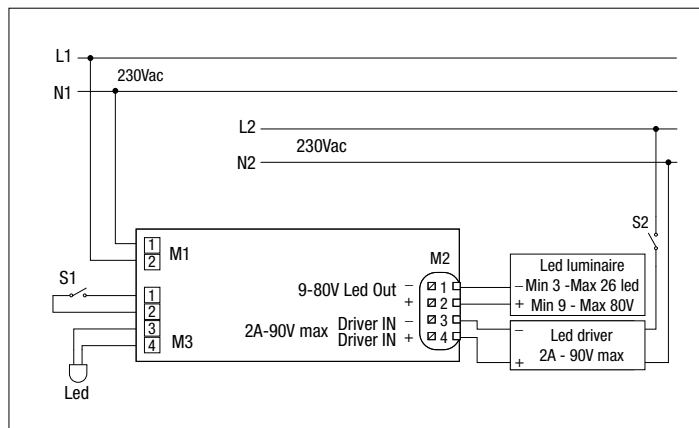 L1
230Vac
N1
L2
230Vac
N2
S2
M2
1 M1
2
S1
9-80V Led Out − 1
+ 2
2A-90V max Driver IN − 3
Driver IN + 4
Led luminaire
− Min 3 -Max 26 led
+ Min 9 - Max 80V
Led driver
− 2A - 90V max
+
1
2
3 M3
4
Led